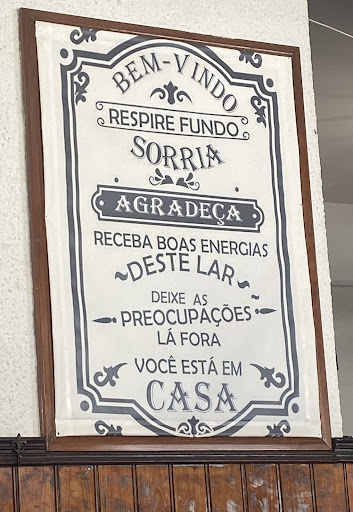 BEM-VINDO
RESPIRE FUNDO
SORRIA
AGRADEÇA
RECEBA BOAS ENERGIAS
~DESTE LAR~
DEIXE AS
PREOCUPAÇÕES
LÁ FORA
VOCÊ ESTÁ EM
CASA